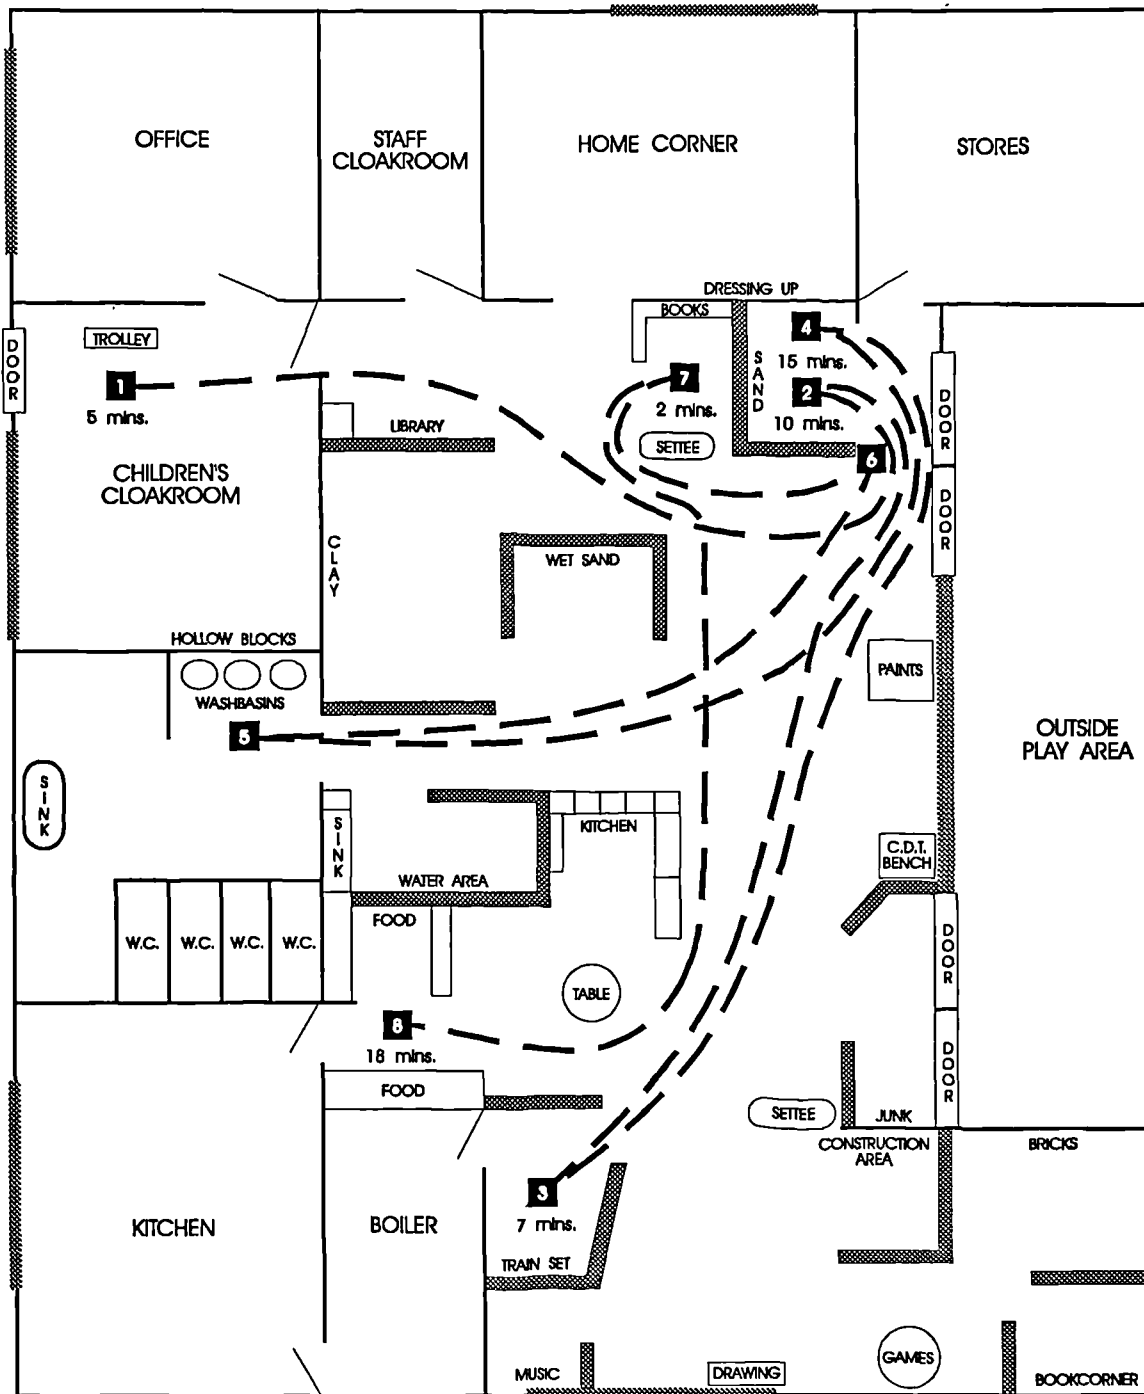 OFFICE
STAFF
CLOAKROOM
HOME CORNER
STORES
DRESSING UP
BOOKS
TROLLEY
DOOR
1
5 mins.
4
15 mins.
SAND
7
2 mins.
2
10 mins.
DOOR
LIBRARY
SETTEE
6
CHILDREN'S
CLOAKROOM
DOOR
CLAY
WET SAND
HOLLOW BLOCKS
WASHBASINS
PAINTS
5
OUTSIDE
PLAY AREA
SINK
SINK
KITCHEN
C.D.T.
BENCH
WATER AREA
FOOD
W.C.
W.C.
W.C.
W.C.
DOOR
TABLE
8
18 mins.
DOOR
FOOD
SETTEE
JUNK
CONSTRUCTION
AREA
BRICKS
3
7 mins.
KITCHEN
BOILER
TRAIN SET
MUSIC
DRAWING
GAMES
BOOKCORNER